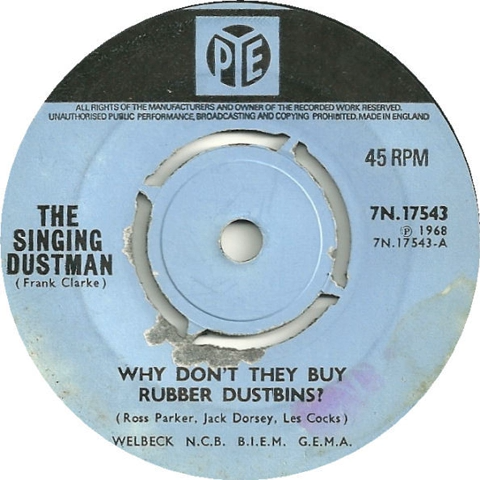 PYE
ALL RIGHTS OF THE MANUFACTURERS AND OWNER OF THE RECORDED WORK RESERVED.
UNAUTHORISED PUBLIC PERFORMANCE, BROADCASTING AND COPYING PROHIBITED. MADE IN ENGLAND
45 RPM
THE
SINGING
DUSTMAN
(Frank Clarke)
7N.17543
Ⓟ 1968
7N.17543-A
WHY DON'T THEY BUY
RUBBER DUSTBINS?
(Ross Parker, Jack Dorsey, Les Cocks)
WELBECK N.C.B. B.I.E.M. G.E.M.A.